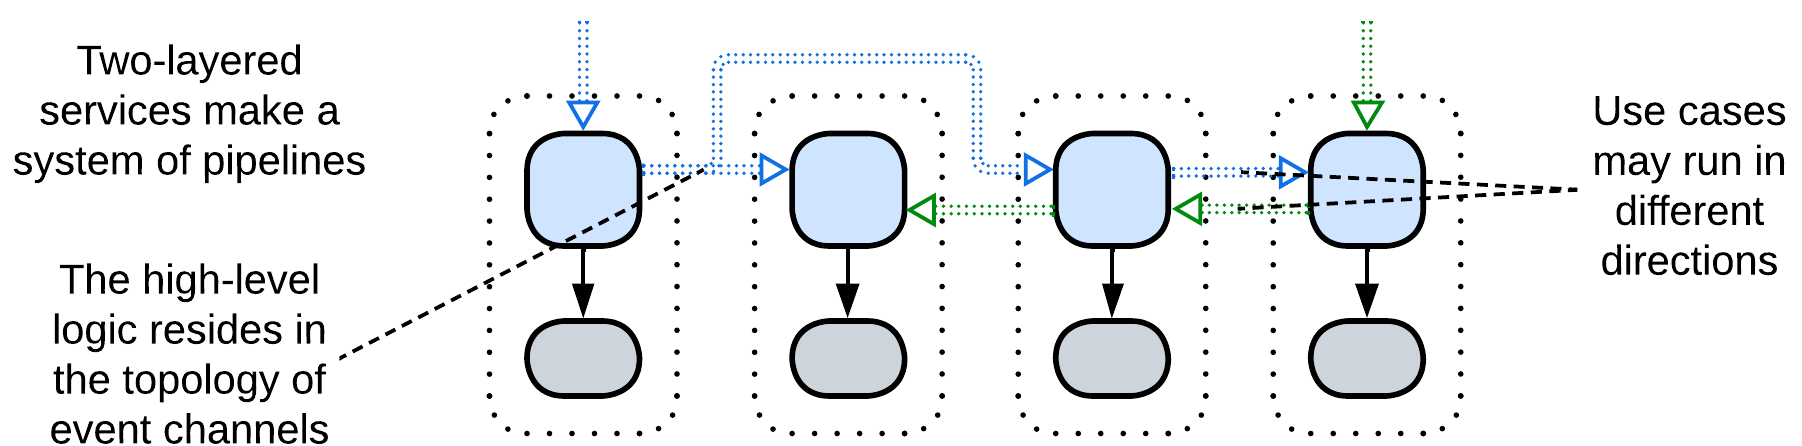 Two-layered
services make a
system of pipelines
The high-level
logic resides in
the topology of
event channels
Use cases
may run in
different
directions